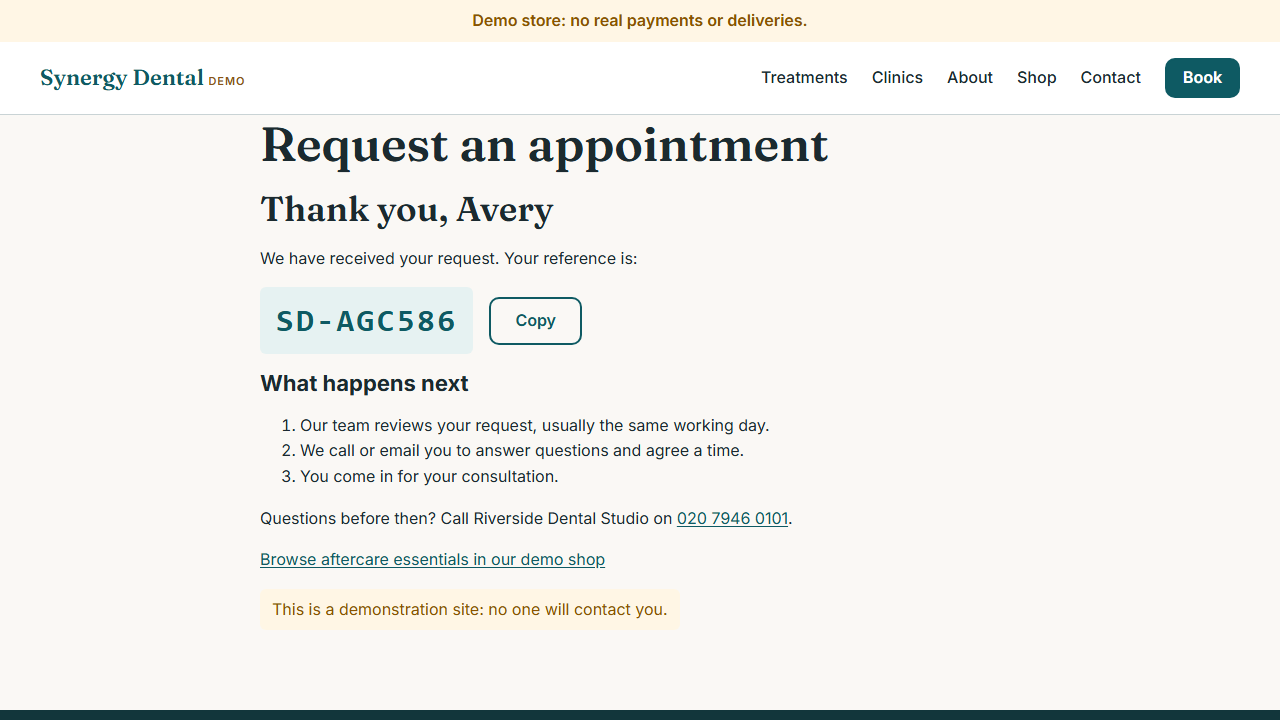 Demo store: no real payments or deliveries.
Synergy Dental DEMO
Treatments Clinics About Shop Contact Book
Request an appointment
Thank you, Avery
We have received your request. Your reference is:
SD-AGC586 Copy
What happens next
1. Our team reviews your request, usually the same working day.
2. We call or email you to answer questions and agree a time.
3. You come in for your consultation.
Questions before then? Call Riverside Dental Studio on 020 7946 0101.
Browse aftercare essentials in our demo shop
This is a demonstration site: no one will contact you.